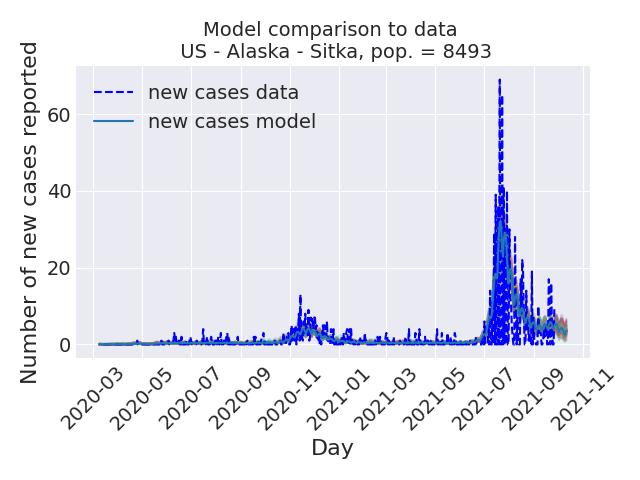 Model comparison to data
US - Alaska - Sitka, pop. = 8493
Number of new cases reported
new cases data
new cases model
60
40
20
0
2020-03
2020-05
2020-07
2020-09
2020-11
2021-01
2021-03
2021-05
2021-07
2021-09
2021-11
Day